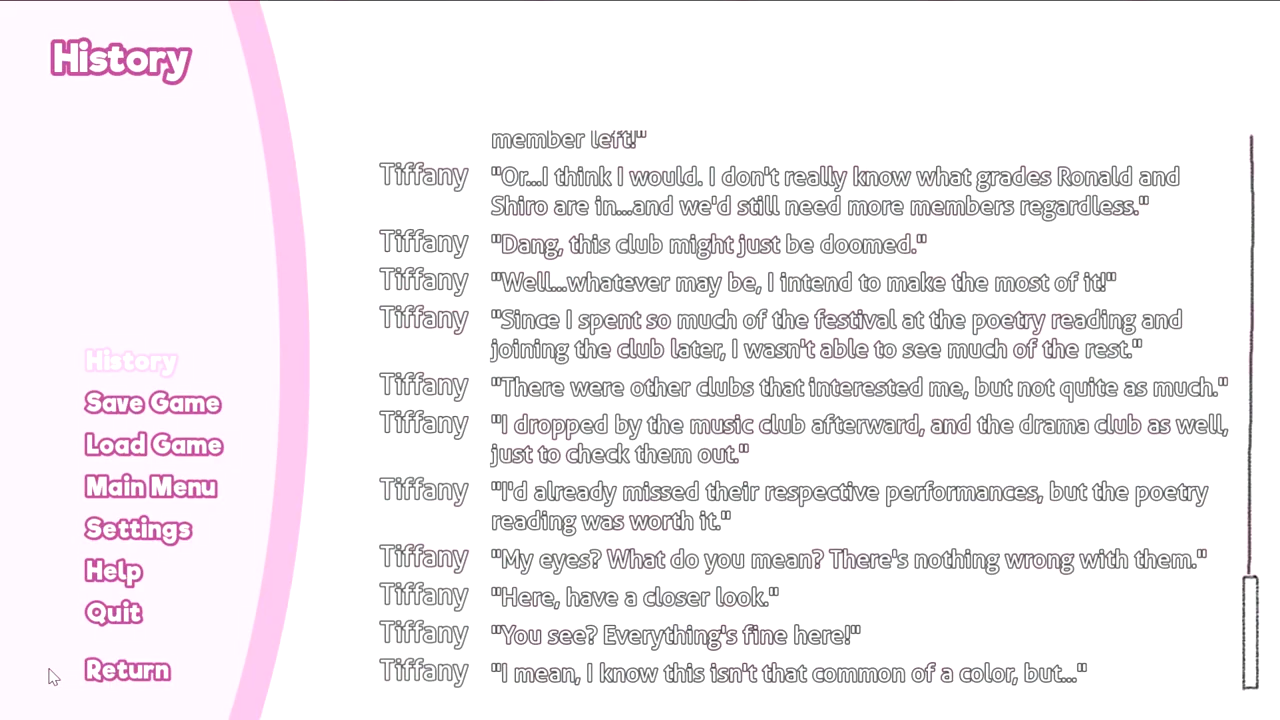 History
member left!"
Tiffany "Or...I think I would. I don't really know what grades Ronald and
Shiro are in...and we'd still need more members regardless."
Tiffany "Dang, this club might just be doomed."
Tiffany "Well...whatever may be, I intend to make the most of it!"
Tiffany "Since I spent so much of the festival at the poetry reading and
joining the club later, I wasn't able to see much of the rest."
Tiffany "There were other clubs that interested me, but not quite as much."
Tiffany "I dropped by the music club afterward, and the drama club as well,
just to check them out."
Tiffany "I'd already missed their respective performances, but the poetry
reading was worth it."
Tiffany "My eyes? What do you mean? There's nothing wrong with them."
Tiffany "Here, have a closer look."
Tiffany "You see? Everything's fine here!"
Tiffany "I mean, I know this isn't that common of a color, but..."
History
Save Game
Load Game
Main Menu
Settings
Help
Quit
Return